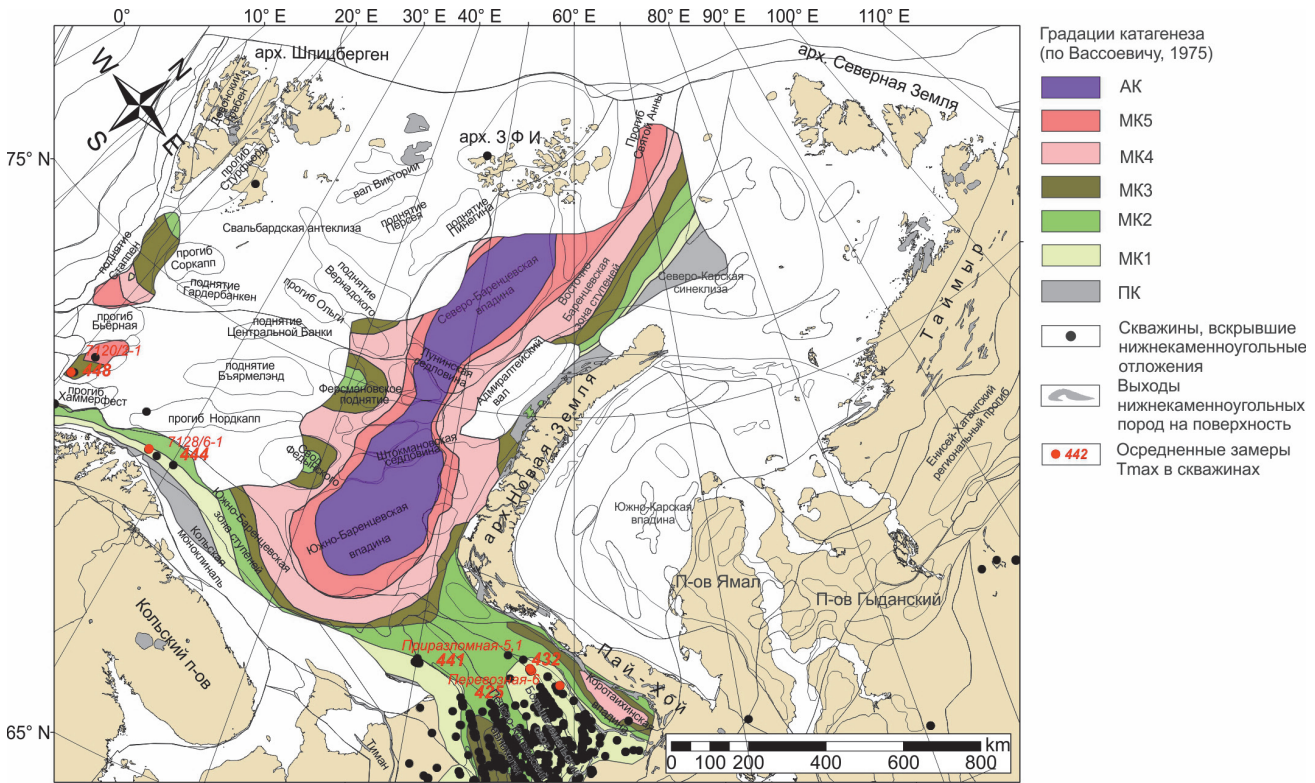 0°
10° E
20° E
30° E
40° E
50° E
60° E
70° E
80° E
90° E
100° E
110° E
75° N
65° N
N
W
S
E
арх. Шпицберген
арх. Северная Земля
арх. З Ф И
Девонский
грабен
прогиб
Стурфьорд
вал Виктории
поднятие
Персея
поднятие
Пинегина
Прогиб
Святой Анны
Свальбардская антеклиза
поднятие
Стаппен
прогиб
Соркапп
поднятие
Гардербанкен
поднятие
Вернадского
прогиб Ольги
поднятие
Центральной Банки
прогиб
Бьёрная
7120/2-1
448
прогиб
Хаммерфест
поднятие
Бъярмелэнд
прогиб Нордкапп
7128/6-1
444
Северо-Баренцевская
впадина
Восточно-
Баренцевская
зона ступеней
Северо-Карская
синеклиза
Лунинская
седловина
Адмиралтейский
вал
Ферсмановское
поднятие
Штокмановская
седловина
Южно-Баренцевская
впадина
Южно-Баренцевская
зона ступеней
Кольская
моноклиналь
Кольский п-ов
арх. Новая Земля
Южно-Карская
впадина
Таймыр
Енисей-Хатангский
региональный прогиб
П-ов Ямал
П-ов Гыданский
Пай-Хой
Коротаихинская
впадина
Тиман
Приразломная-5.1
441
432
Перевозная-6
425
0
100
200
400
600
800
km
Градации катагенеза
(по Вассоевичу, 1975)
АК
МК5
МК4
МК3
МК2
МК1
ПК
Скважины, вскрывшие
нижнекаменноугольные
отложения
Выходы
нижнекаменноугольных
пород на поверхность
442
Осредненные замеры
Tmax в скважинах